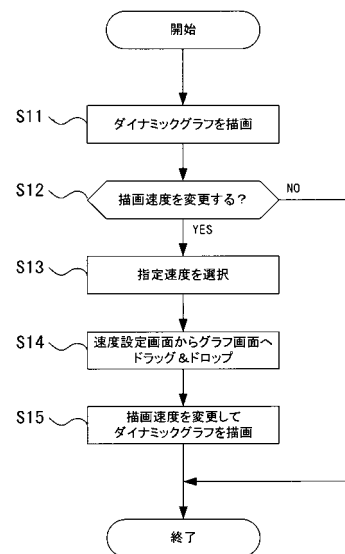 開始
S11
ダイナミックグラフを描画
S12
描画速度を変更する?
NO
YES
S13
指定速度を選択
S14
速度設定画面からグラフ画面へ
ドラッグ&ドロップ
S15
描画速度を変更して
ダイナミックグラフを描画
終了